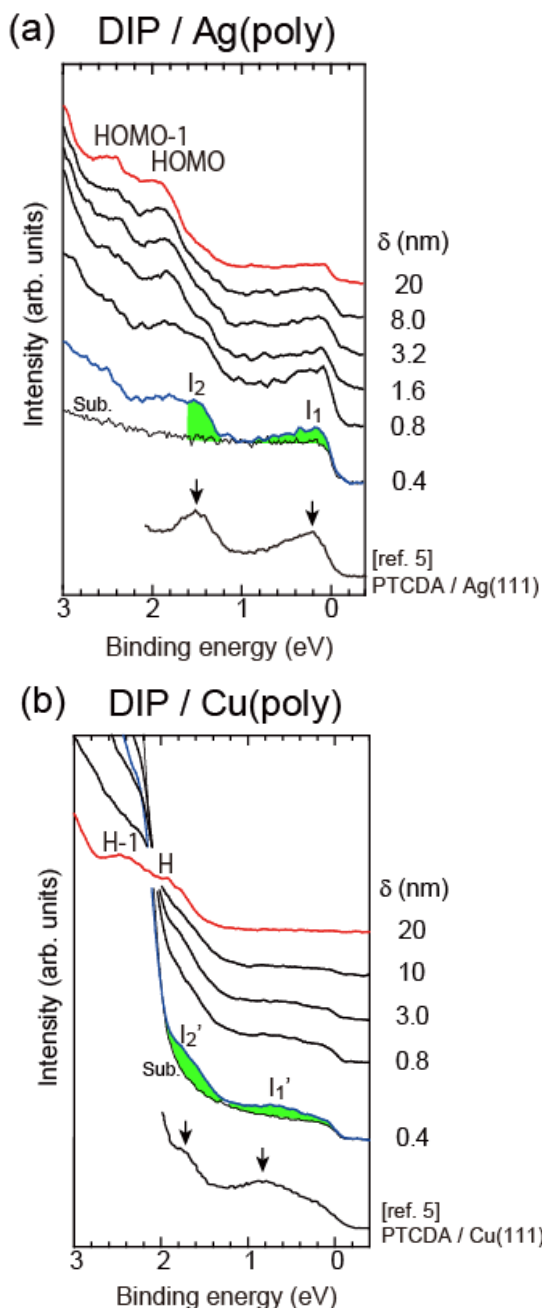 (a) DIP / Ag(poly)
HOMO-1
HOMO
δ (nm)
20
8.0
3.2
1.6
0.8
0.4
I2
I1
Sub.
[ref. 5]
PTCDA / Ag(111)
Intensity (arb. units)
3 2 1 0
Binding energy (eV)
(b) DIP / Cu(poly)
H-1
H
δ (nm)
20
10
3.0
0.8
0.4
I2’
I1’
Sub.
[ref. 5]
PTCDA / Cu(111)
Intensity (arb. units)
3 2 1 0
Binding energy (eV)